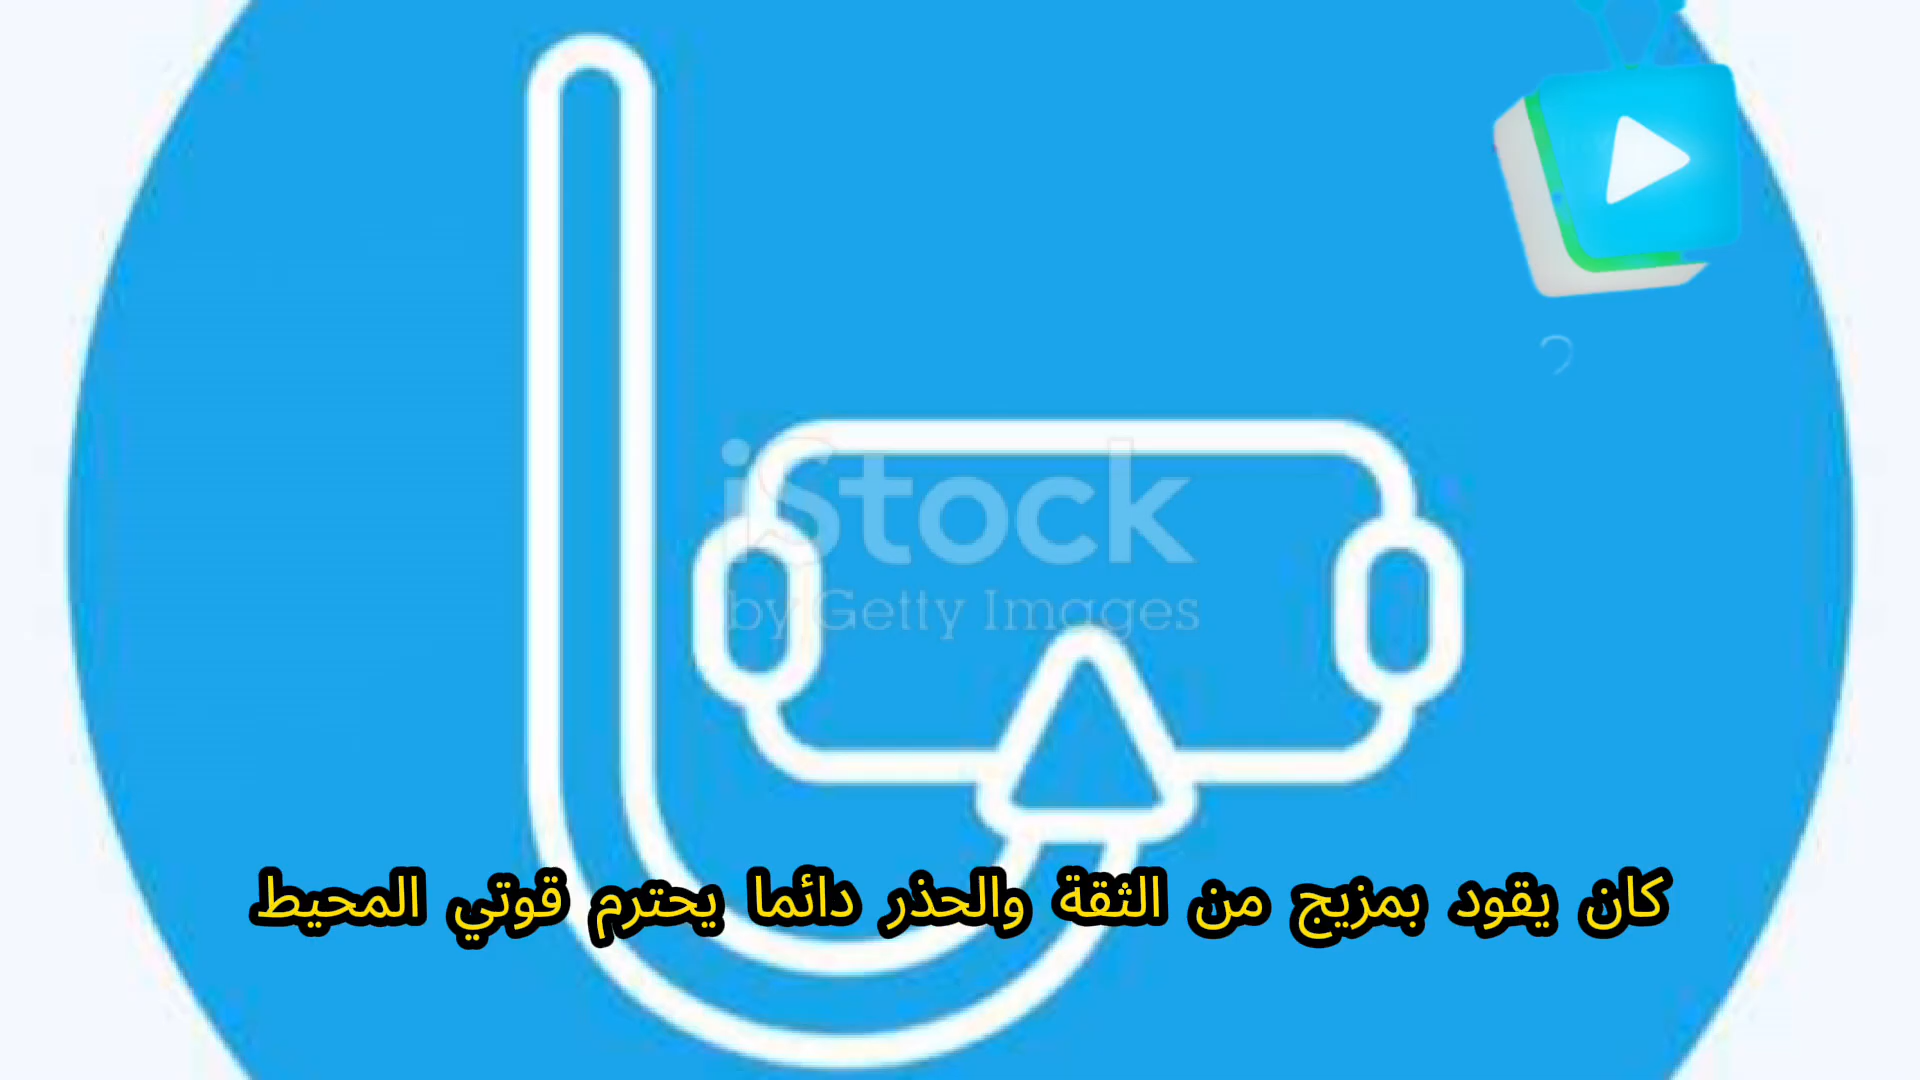 iStock
by Getty Images
كان يقود بمزيج من الثقة والحذر دائما يحترم قوتي المحيط